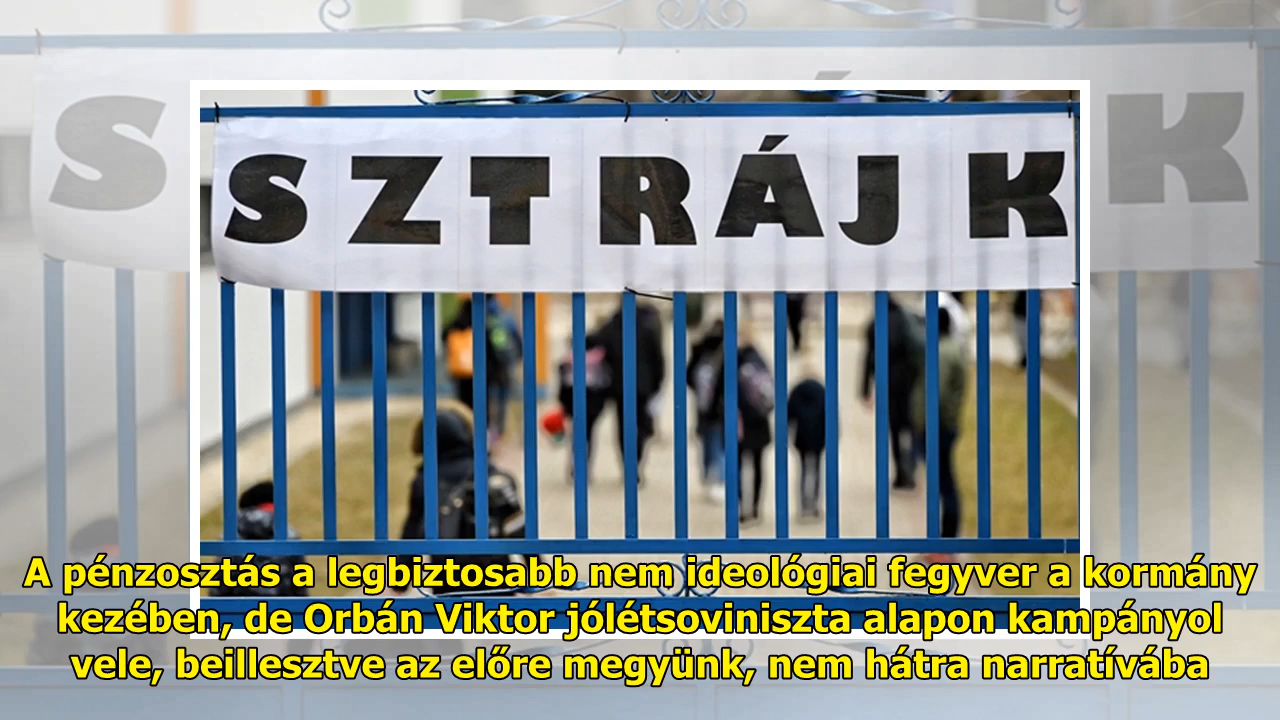 SZTRÁJK
A pénzosztás a legbiztosabb nem ideológiai fegyver a kormány
kezében, de Orbán Viktor jólétsoviniszta alapon kampányol
vele, beillesztve az előre megyünk, nem hátra narratívába